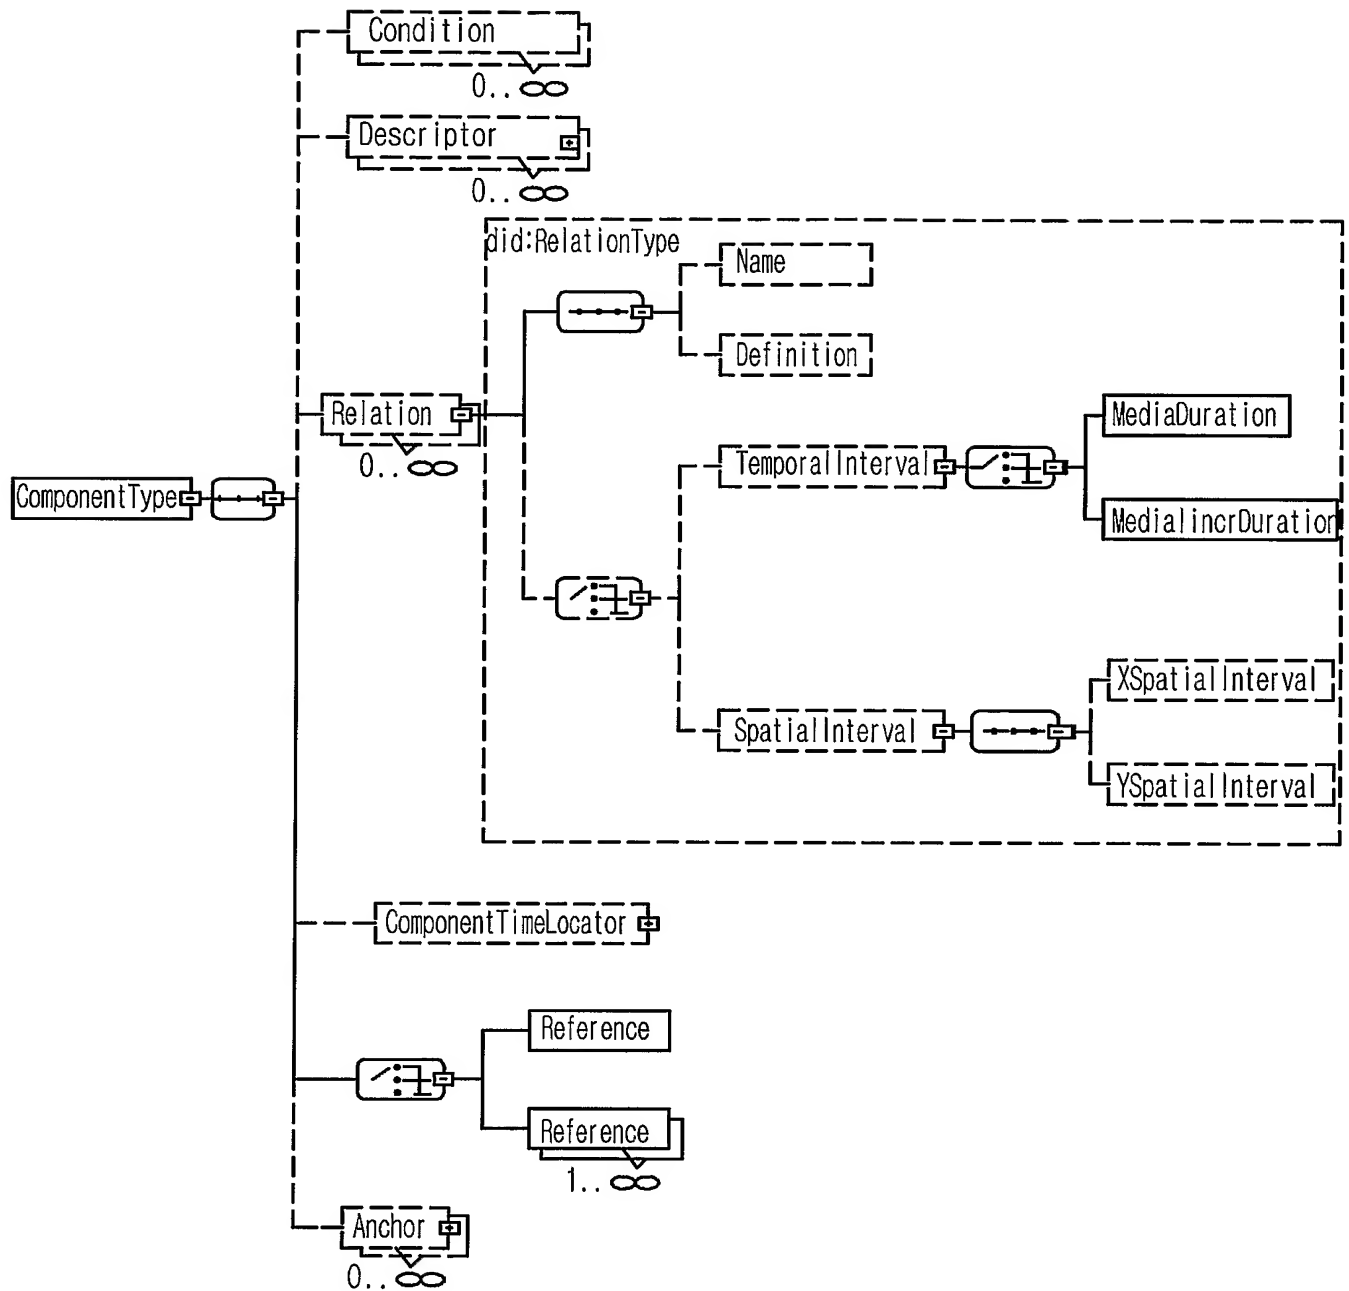 Condition
0..∞
Descriptor
0..∞
did:RelationType
Name
Definition
Relation
0..∞
MediaDuration
TemporalInterval
ComponentType
MedialincrDuration
XSpatialInterval
SpatialInterval
YSpatialInterval
ComponentTimeLocator
Reference
Reference
1..∞
Anchor
0..∞